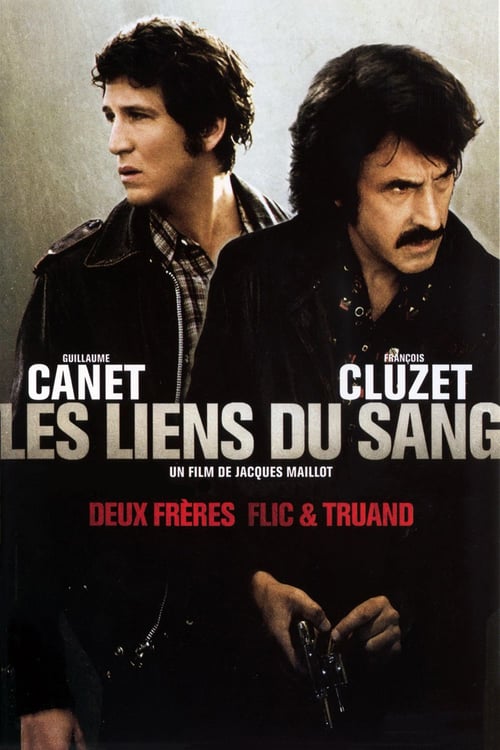 GUILLAUME
CANET
FRANÇOIS
CLUZET
LES LIENS DU SANG
UN FILM DE JACQUES MAILLOT
DEUX FRÈRES FLIC & TRUAND